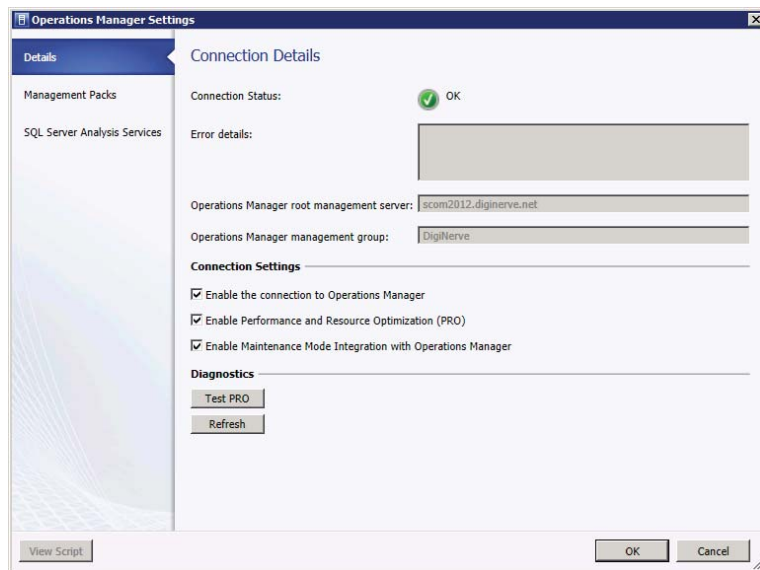 Operations Manager Settings
Details
Management Packs
SQL Server Analysis Services
Connection Details
Connection Status: OK
Error details:
Operations Manager root management server: scom2012.diginerve.net
Operations Manager management group: DigiNerve
Connection Settings
Enable the connection to Operations Manager
Enable Performance and Resource Optimization (PRO)
Enable Maintenance Mode Integration with Operations Manager
Diagnostics
Test PRO
Refresh
View Script OK Cancel